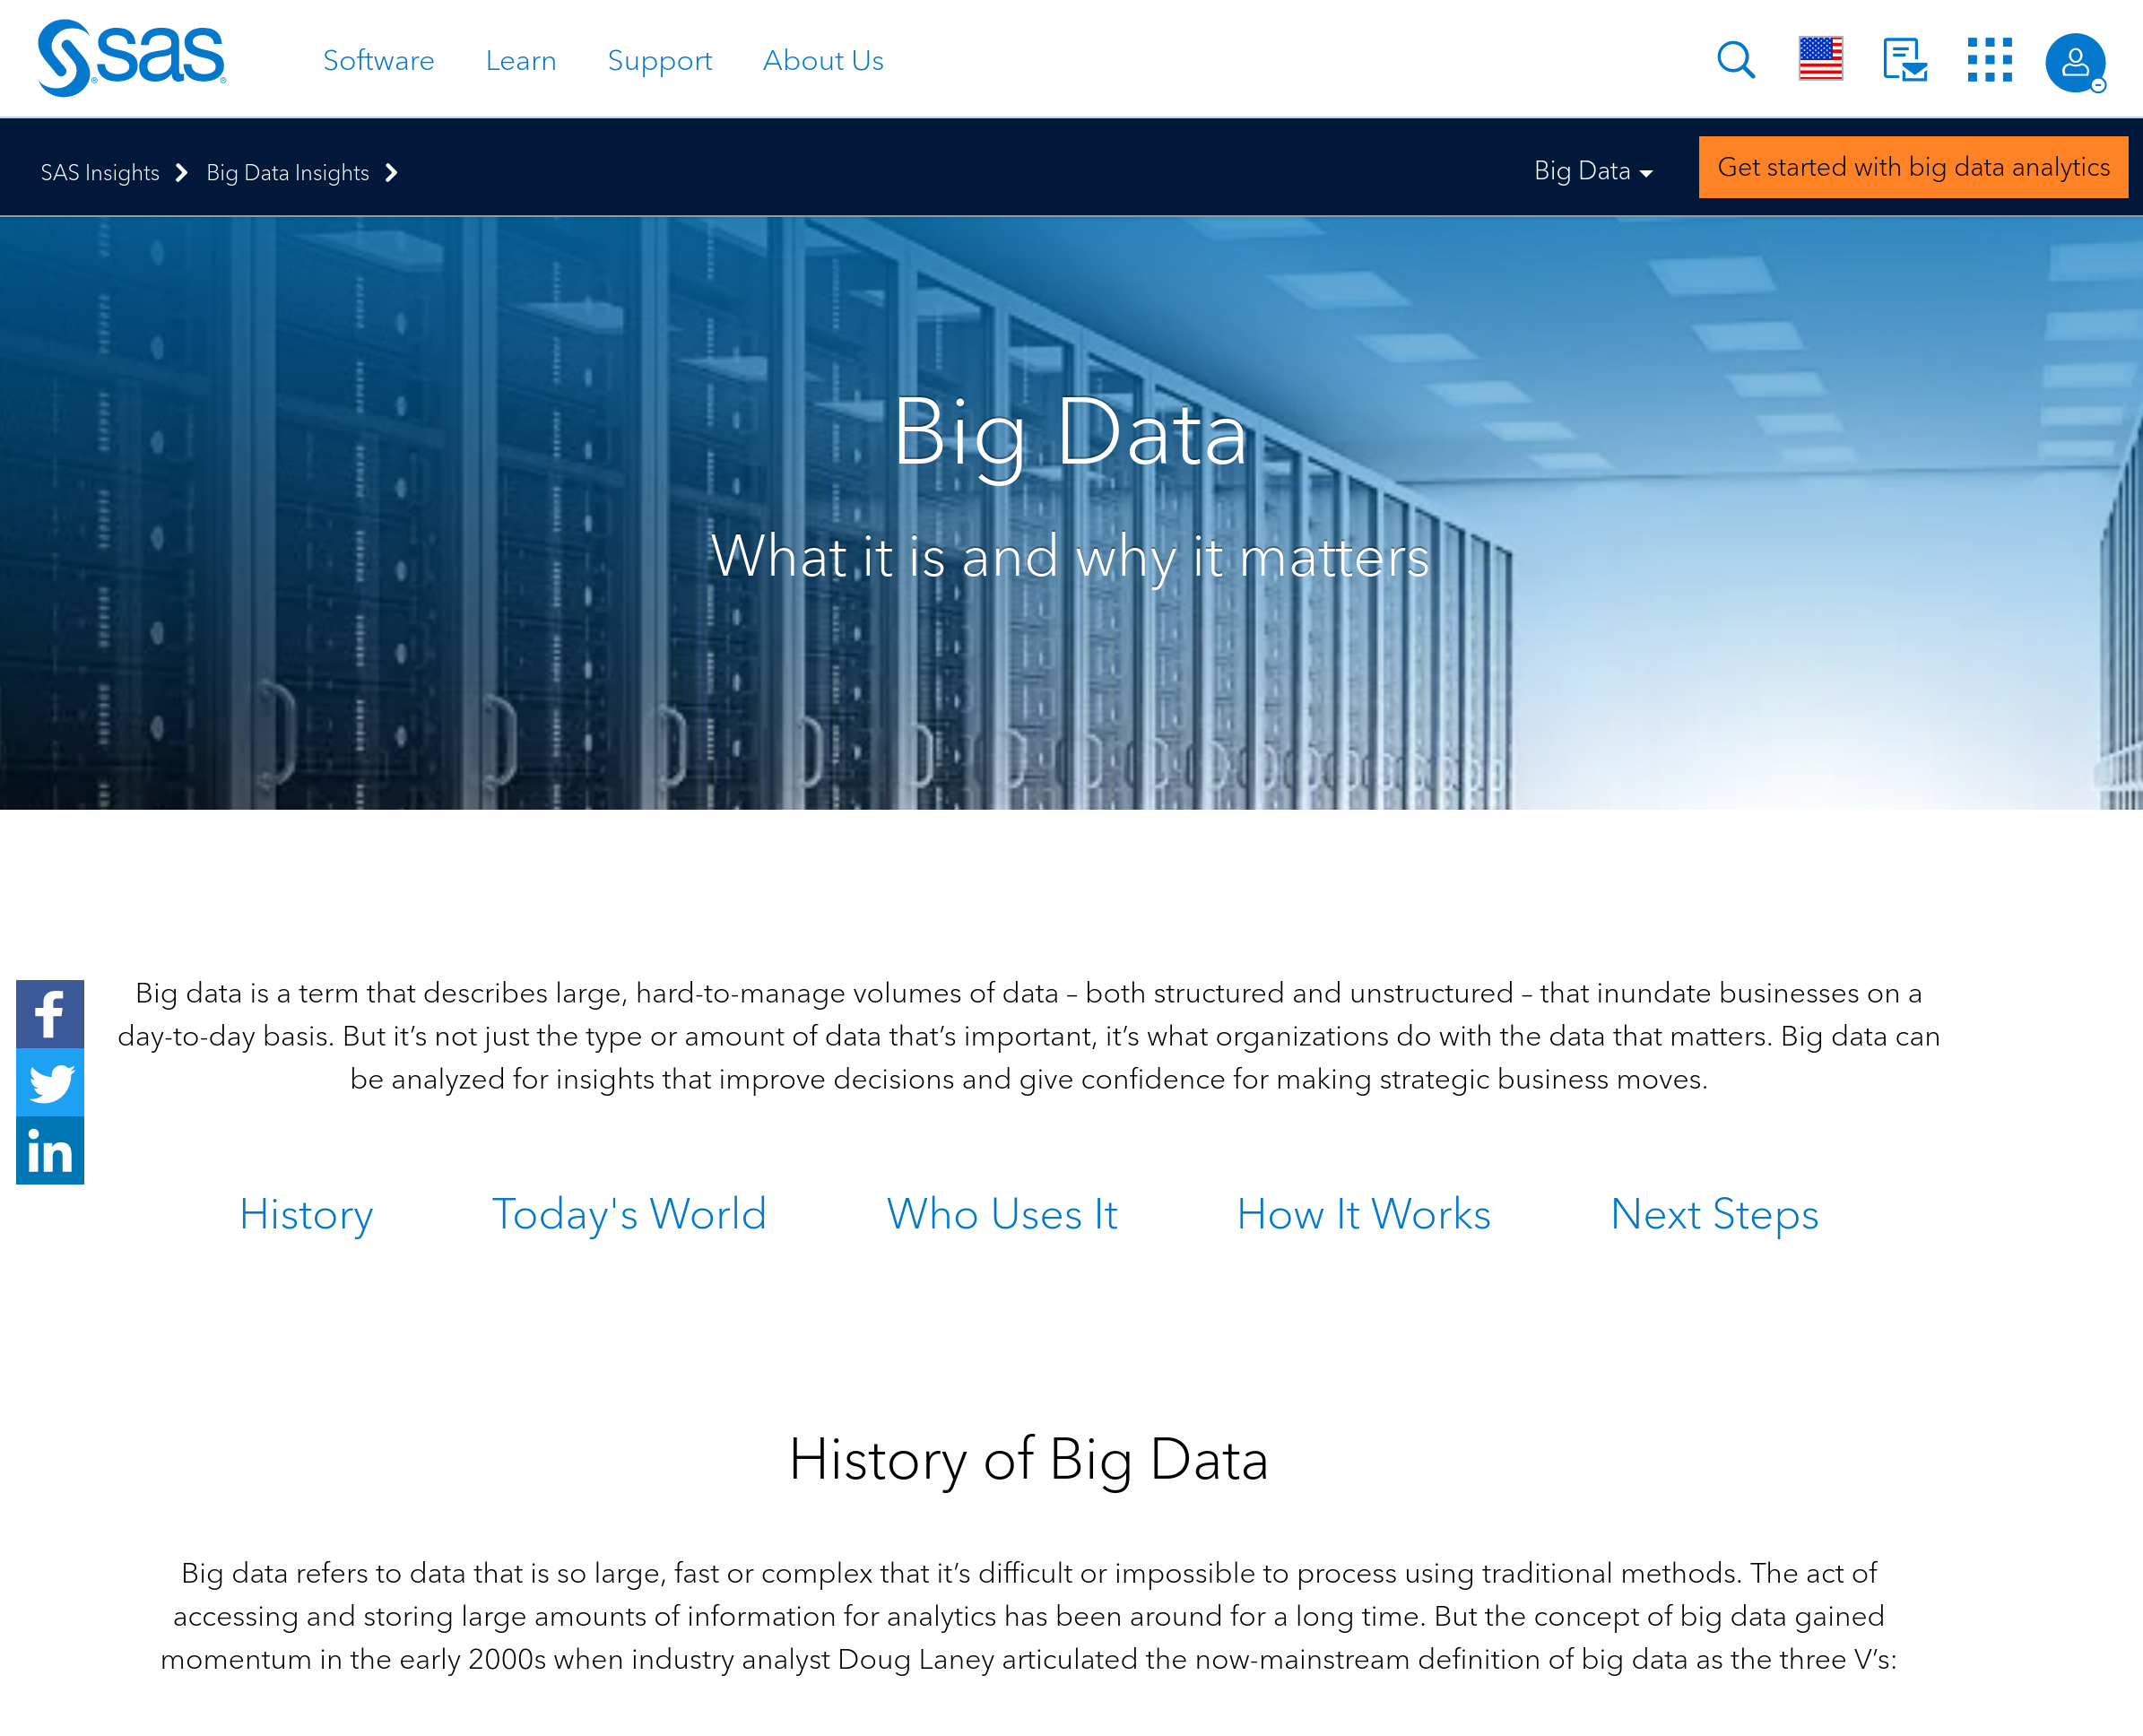 sas
Software Learn Support About Us
SAS Insights Big Data Insights
Big Data
Get started with big data analytics
Big Data
What it is and why it matters
Big data is a term that describes large, hard-to-manage volumes of data – both structured and unstructured – that inundate businesses on a
day-to-day basis. But it’s not just the type or amount of data that’s important, it’s what organizations do with the data that matters. Big data can
be analyzed for insights that improve decisions and give confidence for making strategic business moves.
History Today's World Who Uses It How It Works Next Steps
History of Big Data
Big data refers to data that is so large, fast or complex that it’s difficult or impossible to process using traditional methods. The act of
accessing and storing large amounts of information for analytics has been around for a long time. But the concept of big data gained
momentum in the early 2000s when industry analyst Doug Laney articulated the now-mainstream definition of big data as the three V’s: